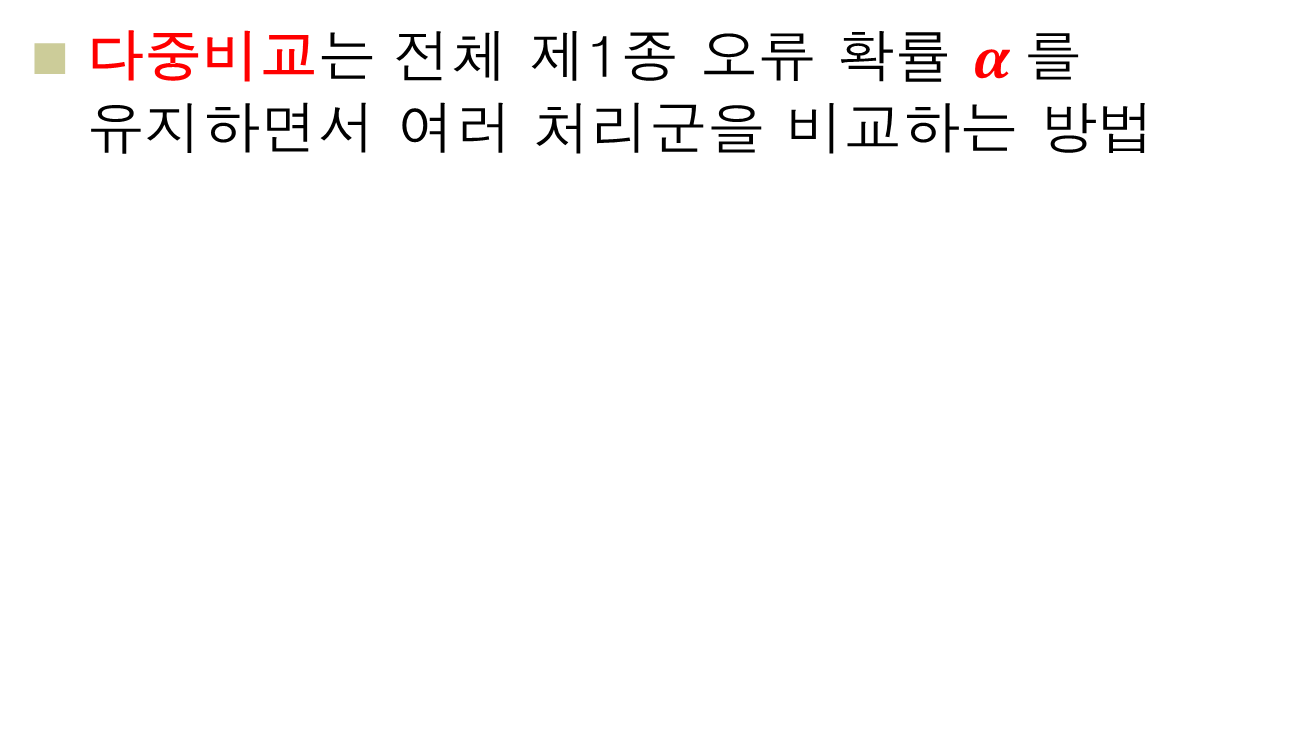 다중비교는 전체 제1종 오류 확률 α 를
유지하면서 여러 처리군을 비교하는 방법